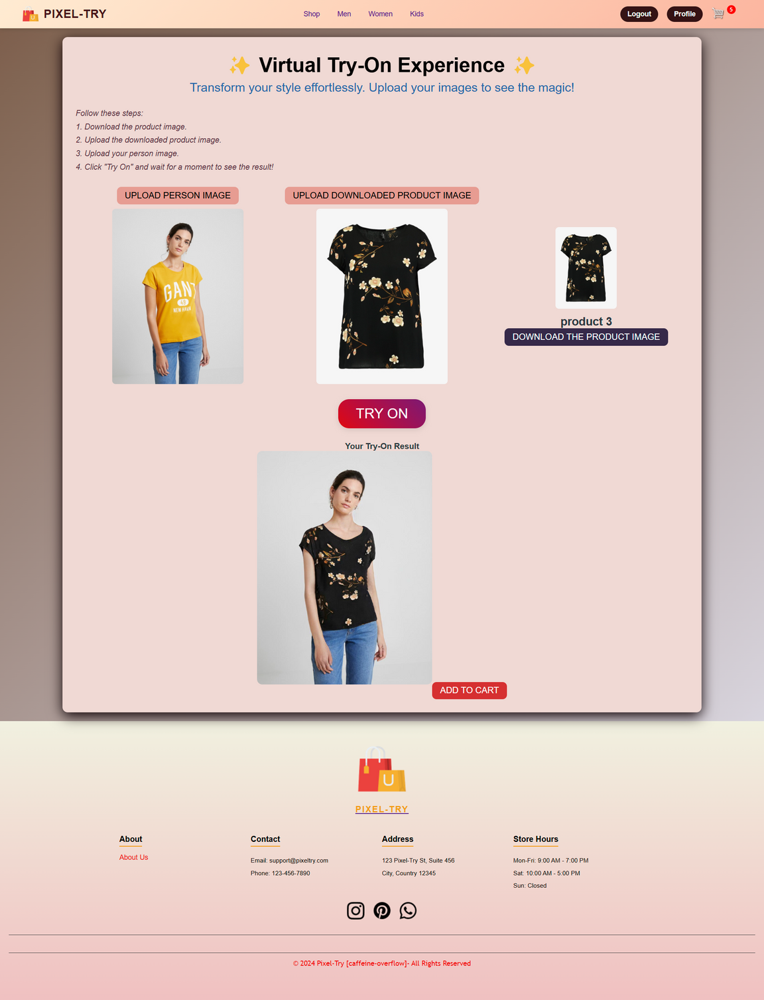 PIXEL-TRY
Shop Men Women Kids
Logout Profile 5
Virtual Try-On Experience
Transform your style effortlessly. Upload your images to see the magic!
Follow these steps:
1. Download the product image.
2. Upload the downloaded product image.
3. Upload your person image.
4. Click "Try On" and wait for a moment to see the result!
UPLOAD PERSON IMAGE
UPLOAD DOWNLOADED PRODUCT IMAGE
GANT
49
NEW HAVEN
product 3
DOWNLOAD THE PRODUCT IMAGE
TRY ON
Your Try-On Result
ADD TO CART
U
PIXEL-TRY
About
About Us
Contact
Email: support@pixeltry.com
Phone: 123-456-7890
Address
123 Pixel-Try St, Suite 456
City, Country 12345
Store Hours
Mon-Fri: 9:00 AM - 7:00 PM
Sat: 10:00 AM - 5:00 PM
Sun: Closed
© 2024 Pixel-Try [caffeine-overflow]- All Rights Reserved